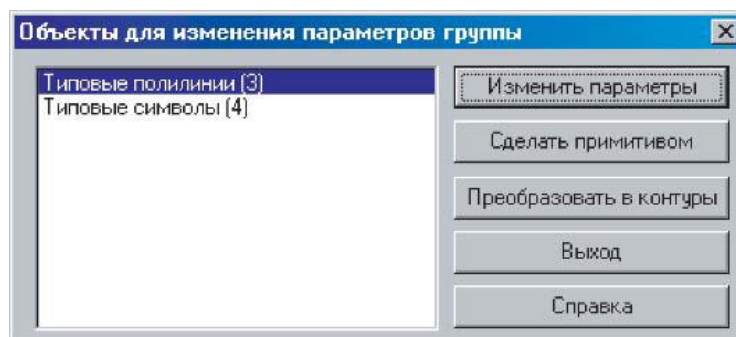 Объекты для изменения параметров группы
Типовые полилинии (3)
Типовые символы (4)
Изменить параметры
Сделать примитивом
Преобразовать в контуры
Выход
Справка